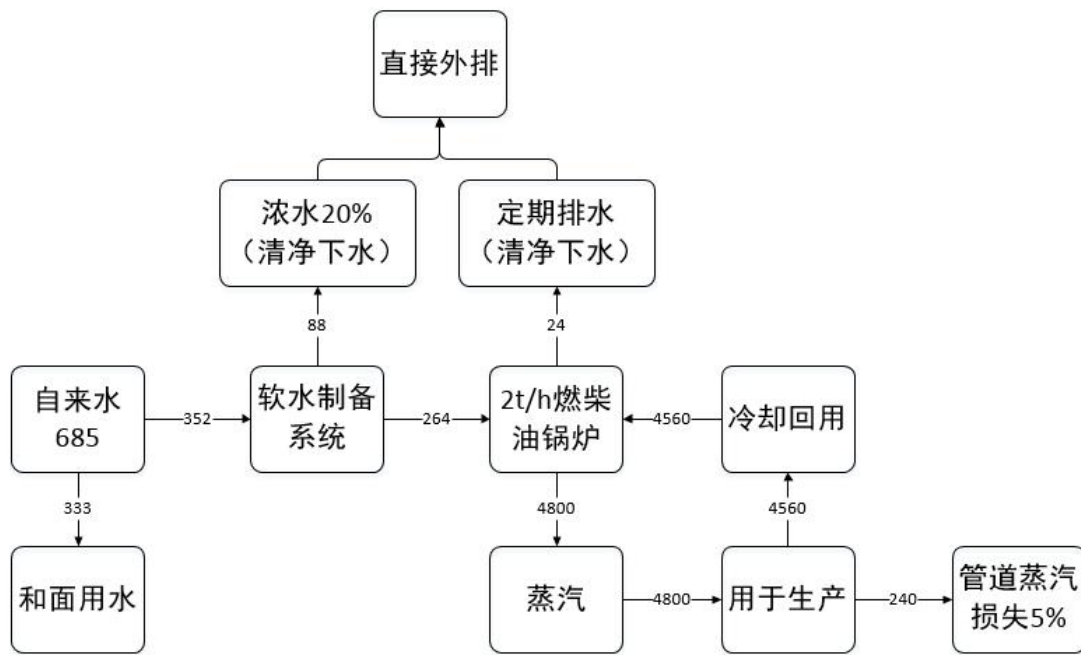 直接外排
浓水20%
（清净下水）
定期排水
（清净下水）
88
24
自来水
685
352
软水制备
系统
264
2t/h燃柴
油锅炉
4560
冷却回用
333
4800
4560
和面用水
蒸汽
4800
用于生产
240
管道蒸汽
损失5%